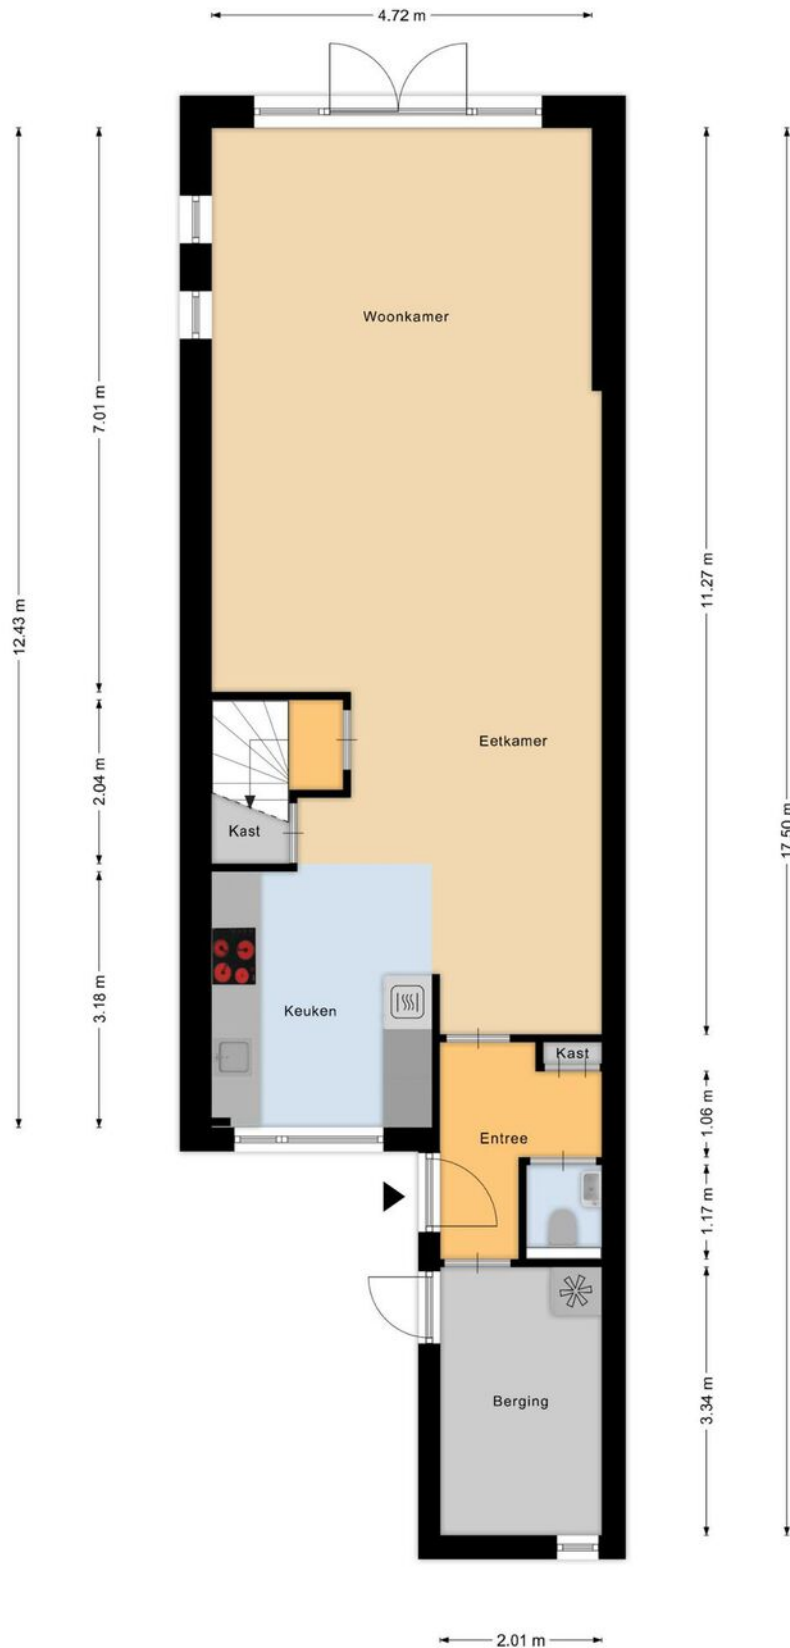 4.72 m
Woonkamer
7.01 m
11.27 m
12.43 m
Eetkamer
2.04 m
Kast
17.50 m
3.18 m
Keuken
Kast
1.06 m
Entree
1.17 m
Berging
3.34 m
2.01 m